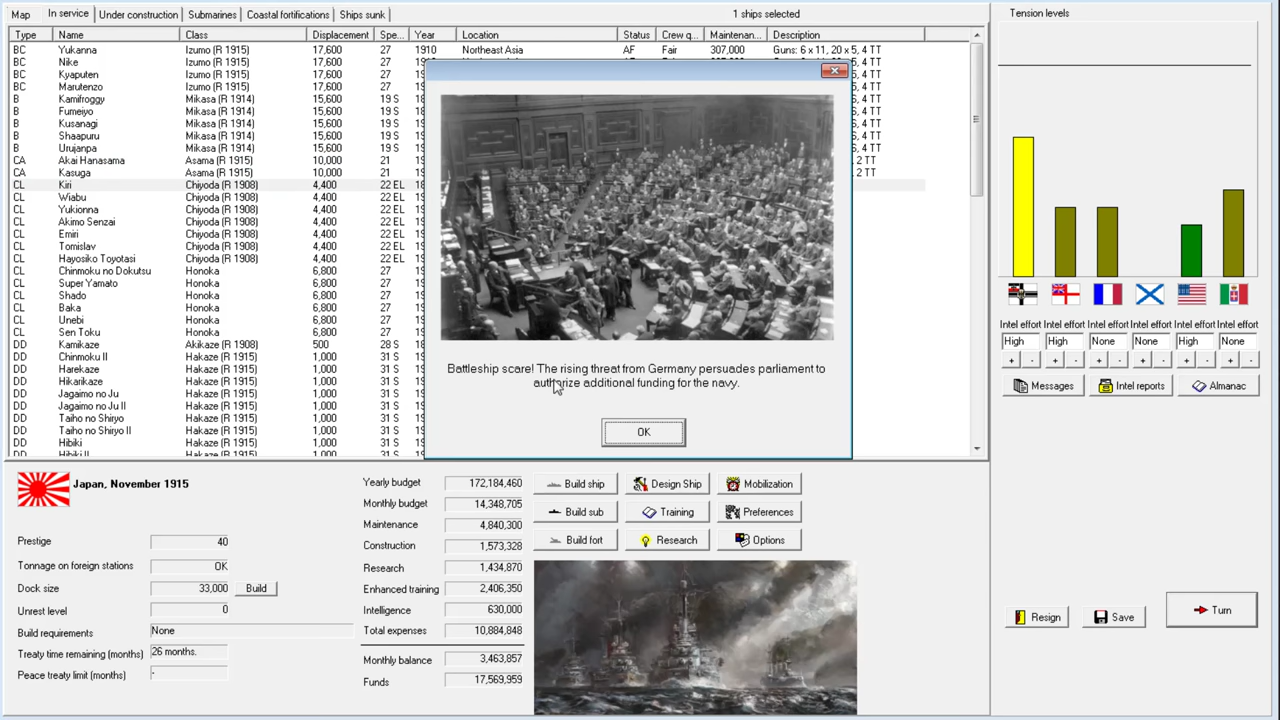 Map In service Under construction Submarines Coastal fortifications Ships sunk 1 ships selected
Type Name Class Displacement Spe... Year Location Status Crew q... Mainten... Description
BC Yukanna Izumo (R 1915) 17,600 27 1910 Northeast Asia AF Fair 307,000 Guns: 6 x 11, 20 x 5, 4 TT
BC Nike Izumo (R 1915) 17,600 27
BC Kyaputen Izumo (R 1915) 17,600 27
BC Marutenzo Izumo (R 1915) 17,600 27
B Kamifroggy Mikasa (R 1914) 15,600 19 S
B Fumeiyo Mikasa (R 1914) 15,600 19 S
B Kusanagi Mikasa (R 1914) 15,600 19 S
B Shaapuru Mikasa (R 1914) 15,600 19 S
B Urujanpa Mikasa (R 1914) 15,600 19 S
CA Akai Hanasama Asama (R 1915) 10,000 21
CA Kasuga Asama (R 1915) 10,000 21
CL Kiri Chiyoda (R 1908) 4,400 22 EL
CL Wiabu Chiyoda (R 1908) 4,400 22 EL
CL Yukionna Chiyoda (R 1908) 4,400 22 EL
CL Akimo Senzai Chiyoda (R 1908) 4,400 22 EL
CL Emiri Chiyoda (R 1908) 4,400 22 EL
CL Tomislav Chiyoda (R 1908) 4,400 22 EL
CL Hayosiko Toyotasi Chiyoda (R 1908) 4,400 22 EL
CL Chinmoku no Dokutsu Honoka 6,800 27
CL Super Yamato Honoka 6,800 27
CL Shado Honoka 6,800 27
CL Baka Honoka 6,800 27
CL Unebi Honoka 6,800 27
CL Sen Toku Honoka 6,800 27
DD Kamikaze Akikaze (R 1908) 500 28 S
DD Chinmoku II Hakaze (R 1915) 1,000 31 S
DD Harekaze Hakaze (R 1915) 1,000 31 S
DD Hikarikaze Hakaze (R 1915) 1,000 31 S
DD Jagaimo no Ju Hakaze (R 1915) 1,000 31 S
DD Jagaimo no Ju II Hakaze (R 1915) 1,000 31 S
DD Taiho no Shiryo Hakaze (R 1915) 1,000 31 S
DD Taiho no Shiryo II Hakaze (R 1915) 1,000 31 S
DD Hibiki Hakaze (R 1915) 1,000 31 S
DD Hibiki II Hakaze (R 1915) 1,000 31 S
Battleship scare! The rising threat from Germany persuades parliament to
authorize additional funding for the navy.
OK
Tension levels
Intel effort Intel effort Intel effort Intel effort Intel effort Intel effort
High High None None High None
+ - + - + - + - + - + -
Messages Intel reports Almanac
Japan, November 1915
Prestige 40
Tonnage on foreign stations OK
Dock size 33,000 Build
Unrest level 0
Build requirements None
Treaty time remaining (months) 26 months.
Peace treaty limit (months) -
Yearly budget 172,184,460
Monthly budget 14,348,705
Maintenance 4,840,300
Construction 1,573,328
Research 1,434,870
Enhanced training 2,406,350
Intelligence 630,000
Total expenses 10,884,848
Monthly balance 3,463,857
Funds 17,569,959
Build ship Design Ship Mobilization
Build sub Training Preferences
Build fort Research Options
Resign Save Turn